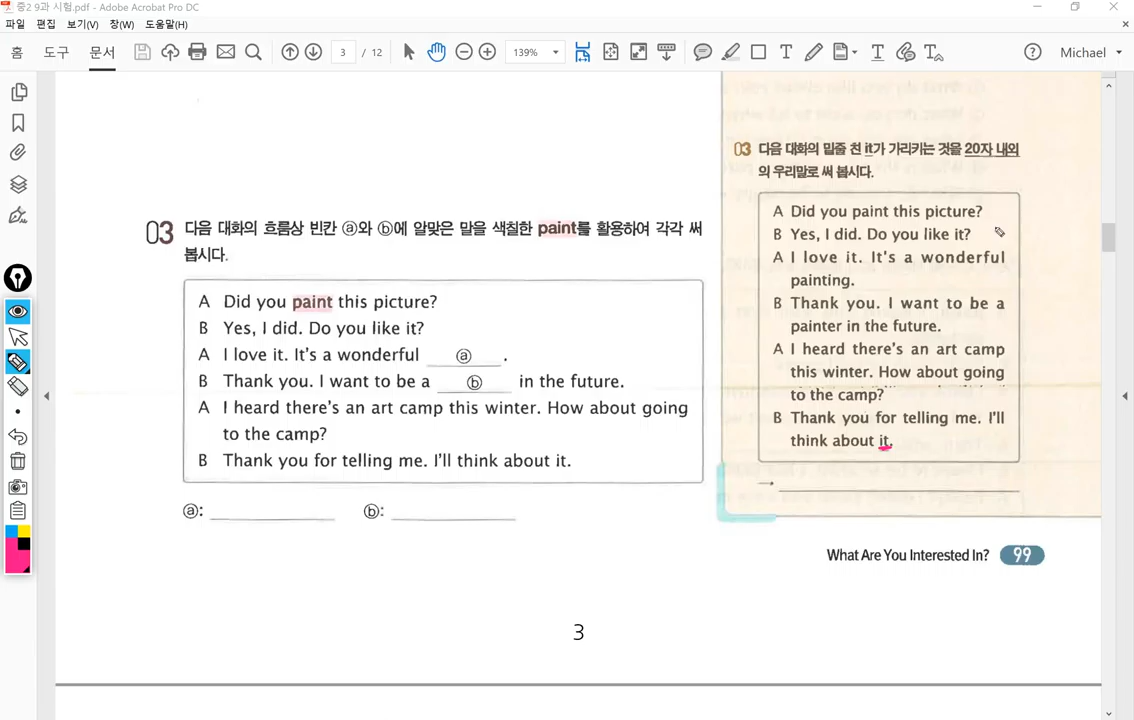 중2 9과 시험.pdf - Adobe Acrobat Pro DC
파일 편집 보기(V) 창(W) 도움말(H)
홈 도구 문서 3 / 12 139% Michael
03 다음 대화의 흐름상 빈칸 ⓐ와 ⓑ에 알맞은 말을 색칠한 paint를 활용하여 각각 써
봅시다.
A Did you paint this picture?
B Yes, I did. Do you like it?
A I love it. It's a wonderful ⓐ .
B Thank you. I want to be a ⓑ in the future.
A I heard there's an art camp this winter. How about going
to the camp?
B Thank you for telling me. I'll think about it.
ⓐ: ⓑ:
03 다음 대화의 밑줄 친 it가 가리키는 것을 20자 내외
의 우리말로 써 봅시다.
A Did you paint this picture?
B Yes, I did. Do you like it?
A I love it. It's a wonderful
painting.
B Thank you. I want to be a
painter in the future.
A I heard there's an art camp
this winter. How about going
to the camp?
B Thank you for telling me. I'll
think about it.
→
What Are You Interested In? 99
3